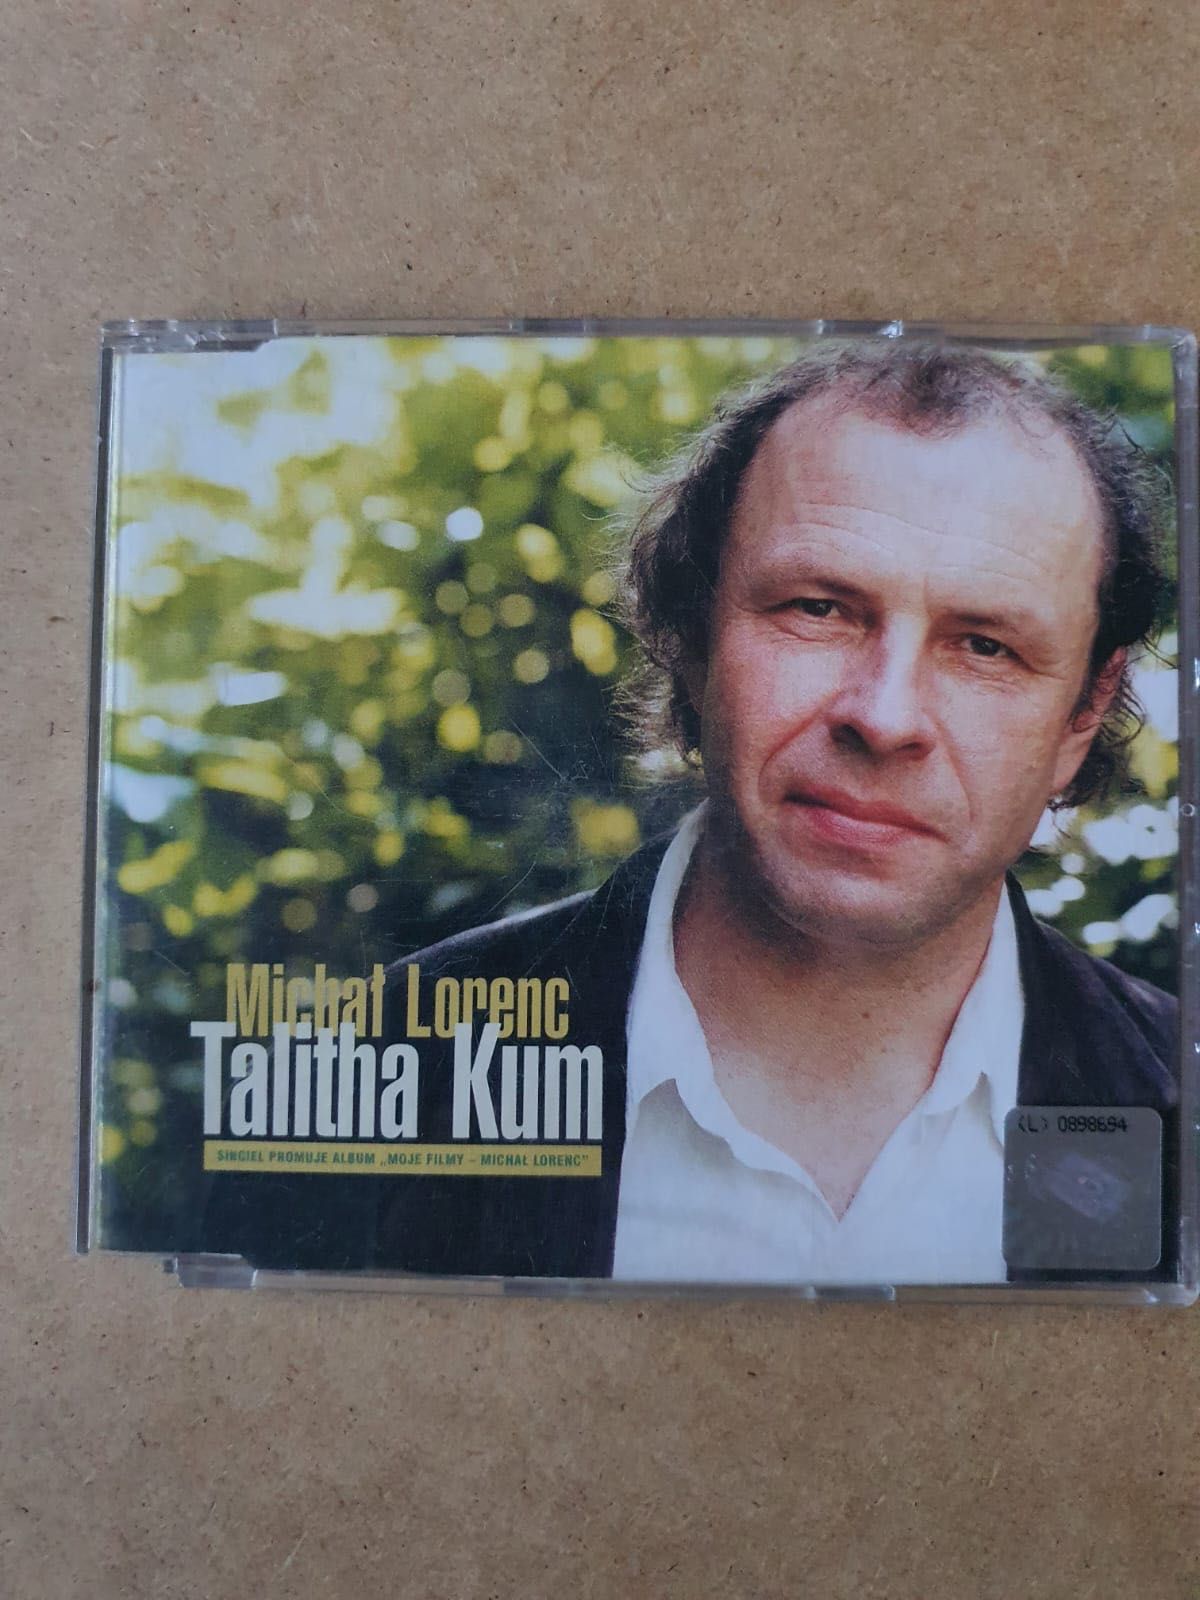 Michał Lorenc
Talitha Kum
SINGIEL PROMUJE ALBUM „MOJE FILMY – MICHAŁ LORENC"
(L) 0898694